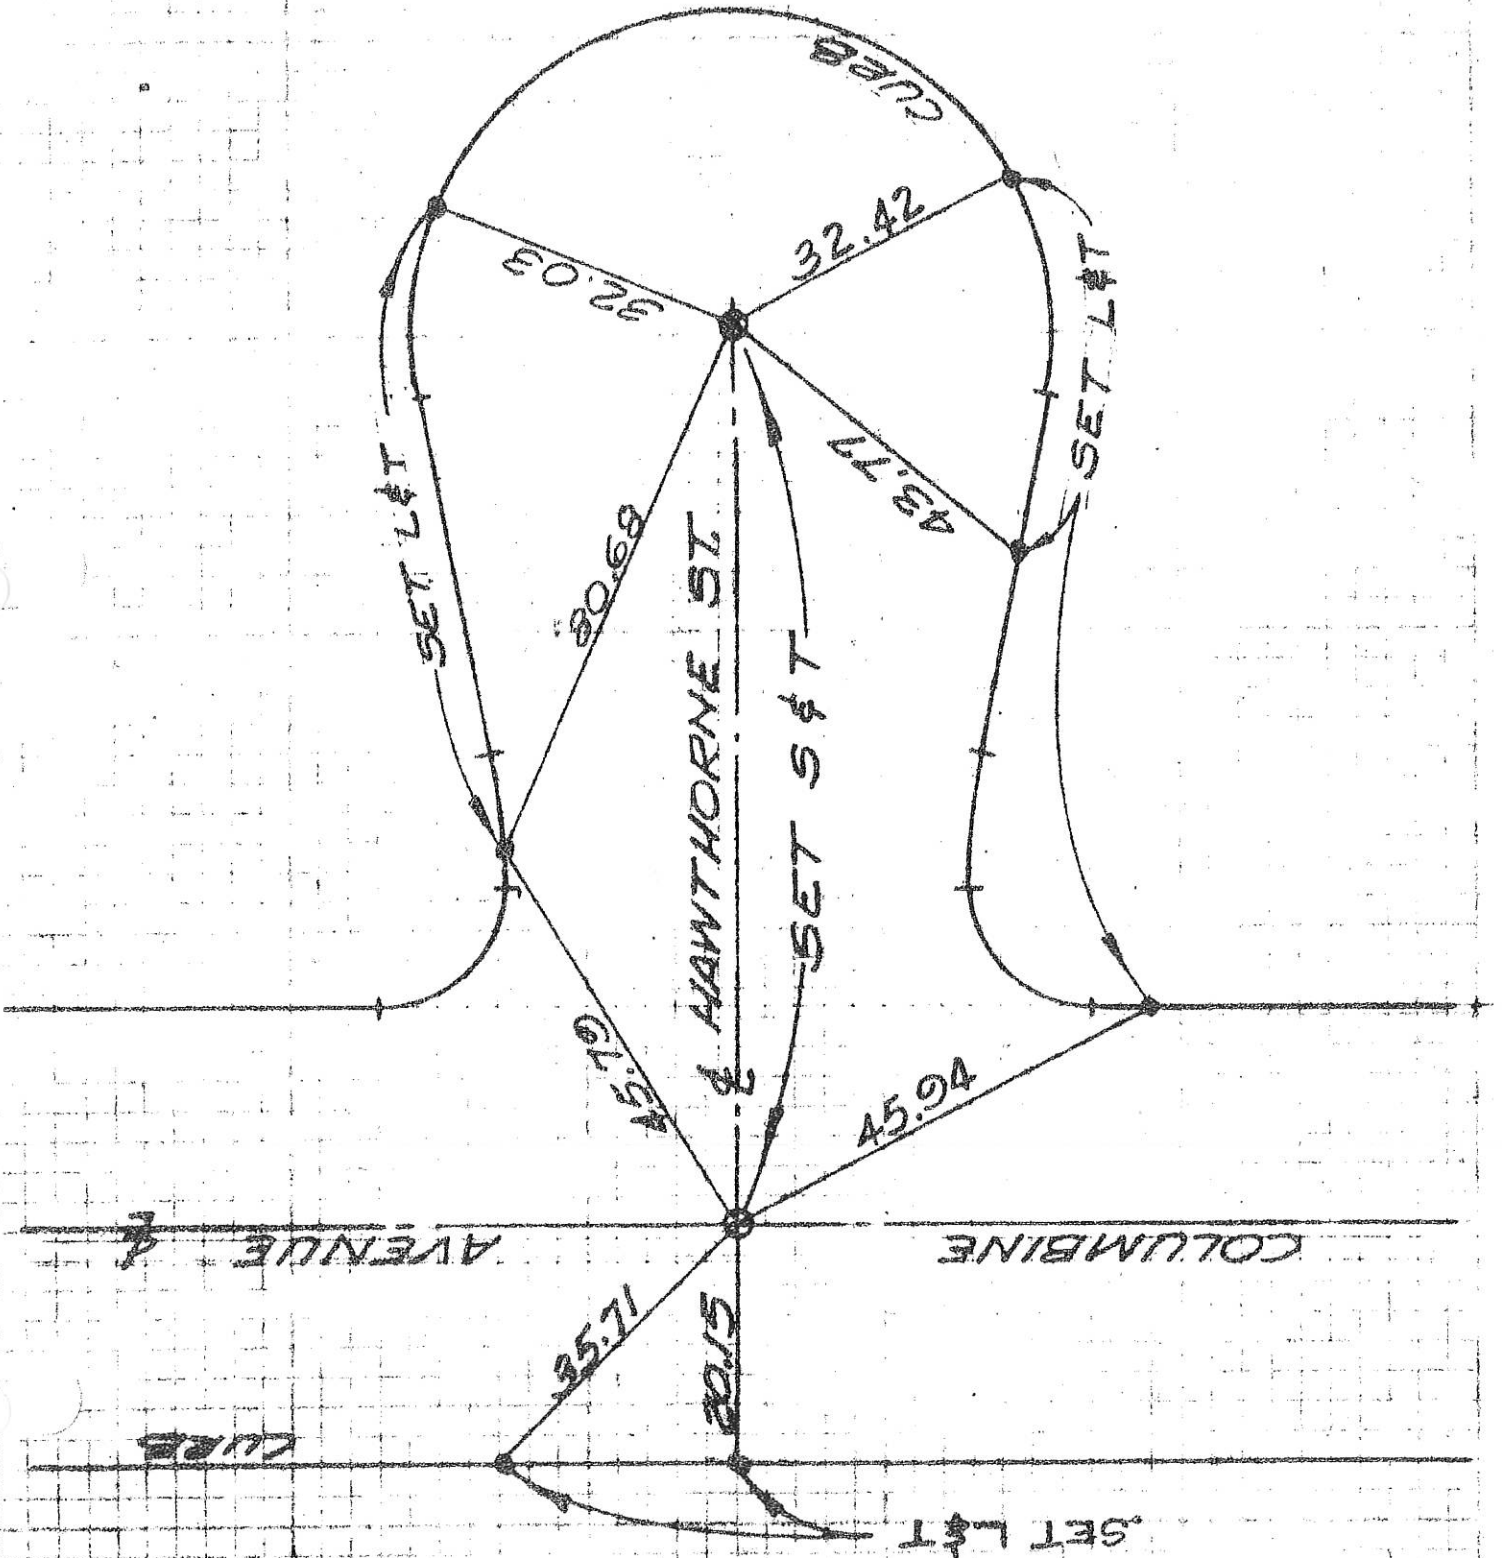 CURB
32.03
32.42
SET L&T
SET L&T
43.77
80.68
HAWTHORNE ST.
SET S & T
45.79
45.94
AVENUE
COLUMBINE
35.71
20.15
CURB
SET L&T